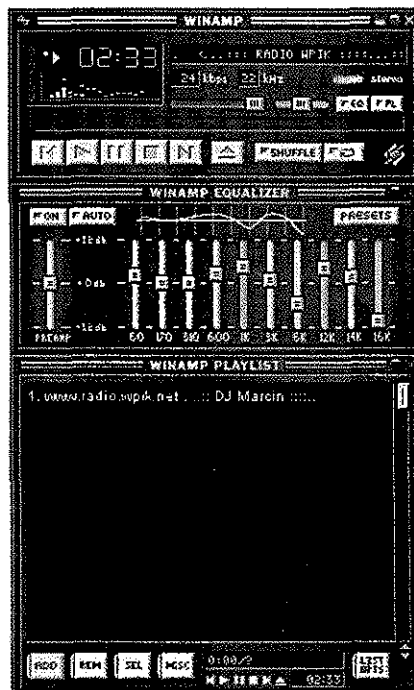 WINAMP
02:33
RADIO WPIK
24 kbps 22 kHz
stereo
EQ PL
SHUFFLE
WINAMP EQUALIZER
ON AUTO PRESETS
+12db
+0db
-12db
PREAMP 60 170 310 600 1K 3K 6K 12K 14K 16K
WINAMP PLAYLIST
1. www.radio.wpik.net ...:: DJ Marcin ::::..
ADD REM SEL MISC
0:00/?
02:33
LIST OPTS